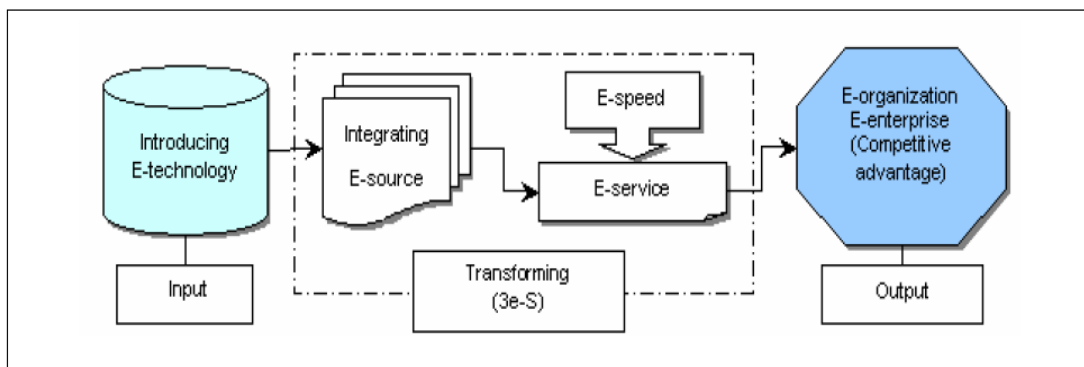 Introducing
E-technology
Input
Integrating
E-source
E-speed
E-service
Transforming
(3e-S)
E-organization
E-enterprise
(Competitive
advantage)
Output